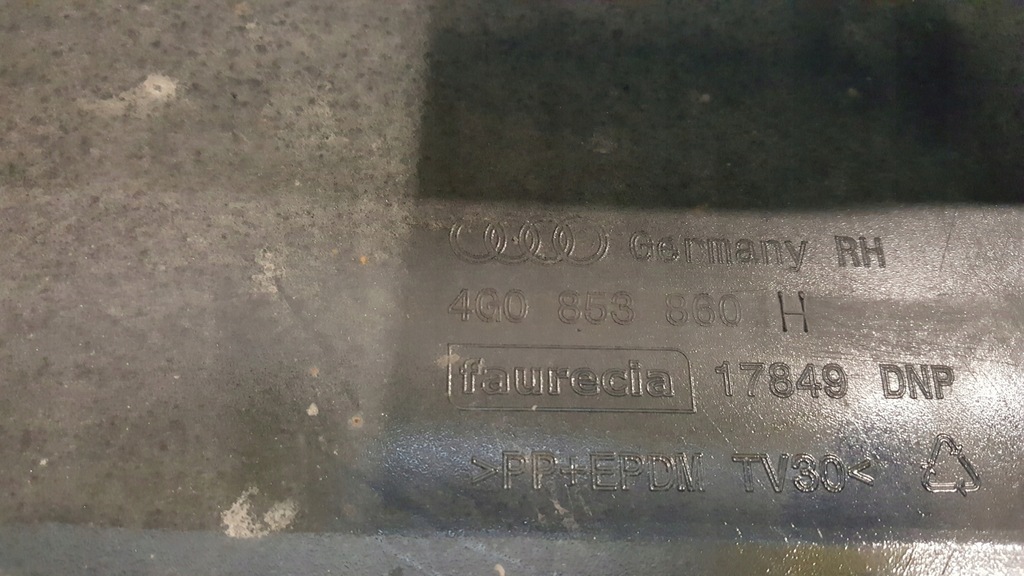 Germany RH
4G0 853 860 H
faurecia 17849 DNP
>PP+EPDM TV30<